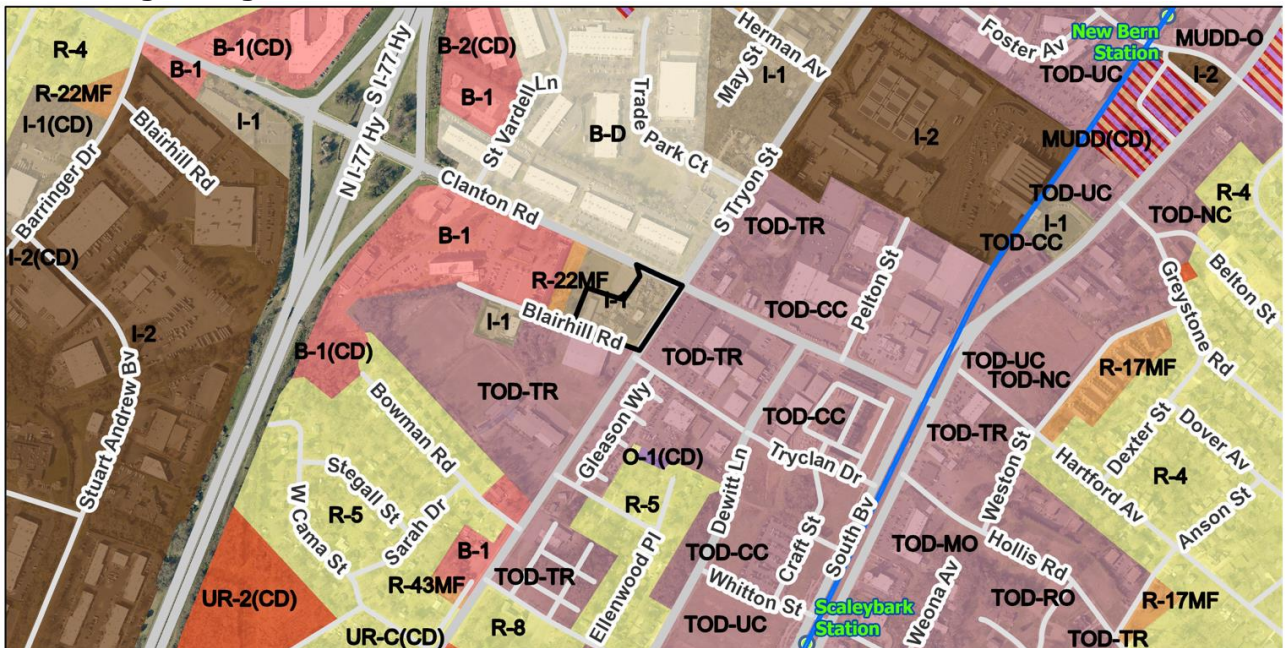 R-4
B-1(CD)
B-1
R-22MF
I-1(CD)
I-1
Blairhill Rd
Barringer Dr
I-2(CD)
I-2
Stuart Andrew Bv
N I-77 Hy
S I-77 Hy
B-2(CD)
B-1
St Vardell Ln
B-D
Trade Park Ct
May St
Herman Av
I-1
Clanton Rd
S Tryon St
B-1
R-22MF
I-1
I-1
Blairhill Rd
B-1(CD)
TOD-TR
TOD-TR
TOD-TR
TOD-CC
Pelton St
I-2
Foster Av
New Bern
Station
TOD-UC
MUDD-O
I-2
MUDD(CD)
TOD-UC
I-1
TOD-CC
TOD-NC
R-4
Belton St
Greystone Rd
TOD-UC
TOD-NC
R-17MF
Dexter St
Dover Av
R-4
Anson St
Hartford Av
Weston St
TOD-TR
TOD-CC
Tryclan Dr
Dewitt Ln
Gleason Wy
O-1(CD)
R-5
Ellenwood Pl
Bowman Rd
Stegall St
R-5
Sarah Dr
W Cama St
B-1
R-43MF
UR-2(CD)
UR-C(CD)
R-8
TOD-TR
TOD-CC
Whitton St
Craft St
South Bv
TOD-UC
Scaleybark
Station
TOD-MO
Weona Av
Hollis Rd
TOD-RO
R-17MF
TOD-TR